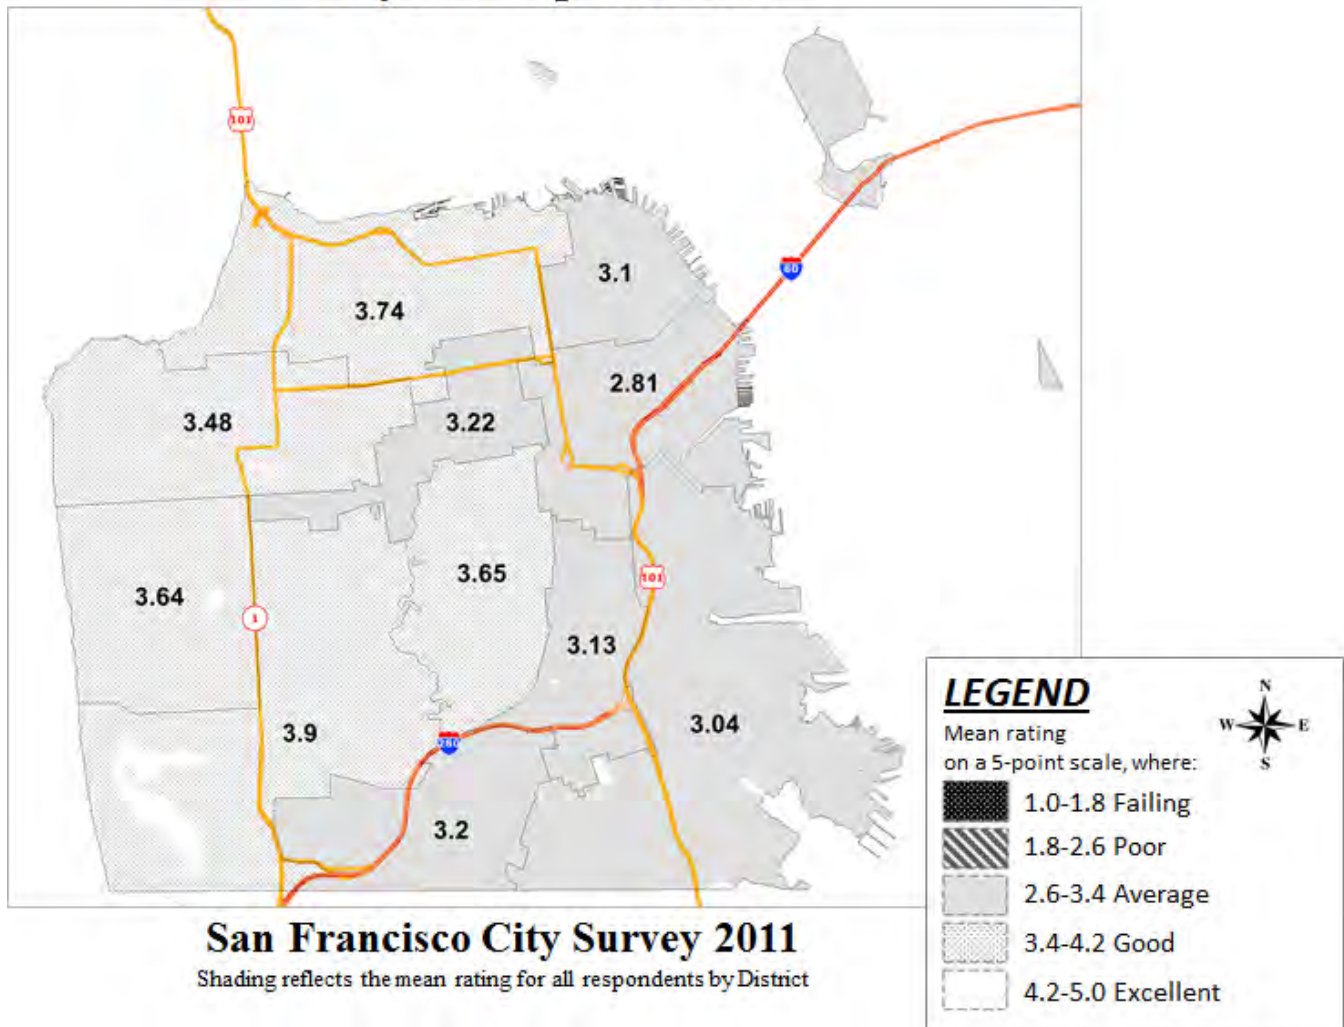 101
3.1
60
3.74
2.81
3.48
3.22
3.65
101
3.64
1
3.13
3.04
3.9
280
3.2
LEGEND
Mean rating
on a 5-point scale, where:
1.0-1.8 Failing
1.8-2.6 Poor
2.6-3.4 Average
3.4-4.2 Good
4.2-5.0 Excellent
N
W E
S
San Francisco City Survey 2011
Shading reflects the mean rating for all respondents by District